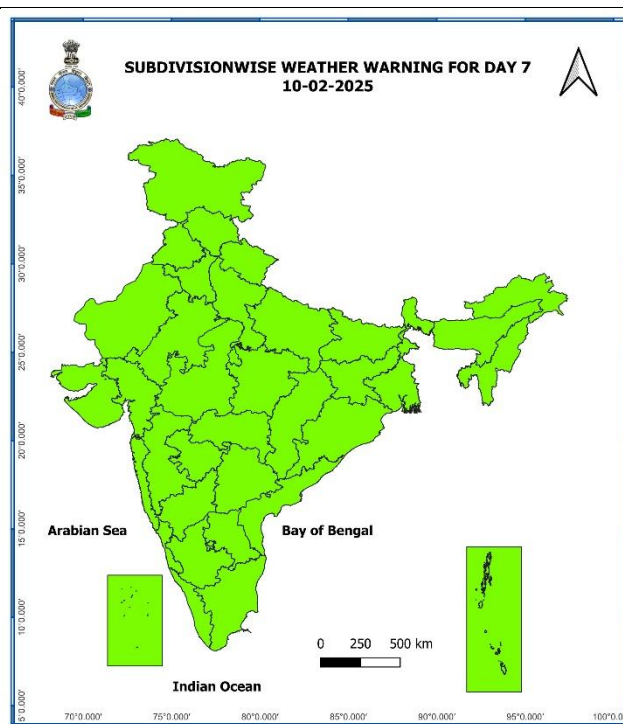 SUBDIVISIONWISE WEATHER WARNING FOR DAY 7
10-02-2025
40°0.000'
35°0.000'
30°0.000'
25°0.000'
20°0.000'
15°0.000'
10°0.000'
5°0.000'
Arabian Sea
Bay of Bengal
0 250 500 km
Indian Ocean
70°0.000' 75°0.000' 80°0.000' 85°0.000' 90°0.000' 95°0.000'